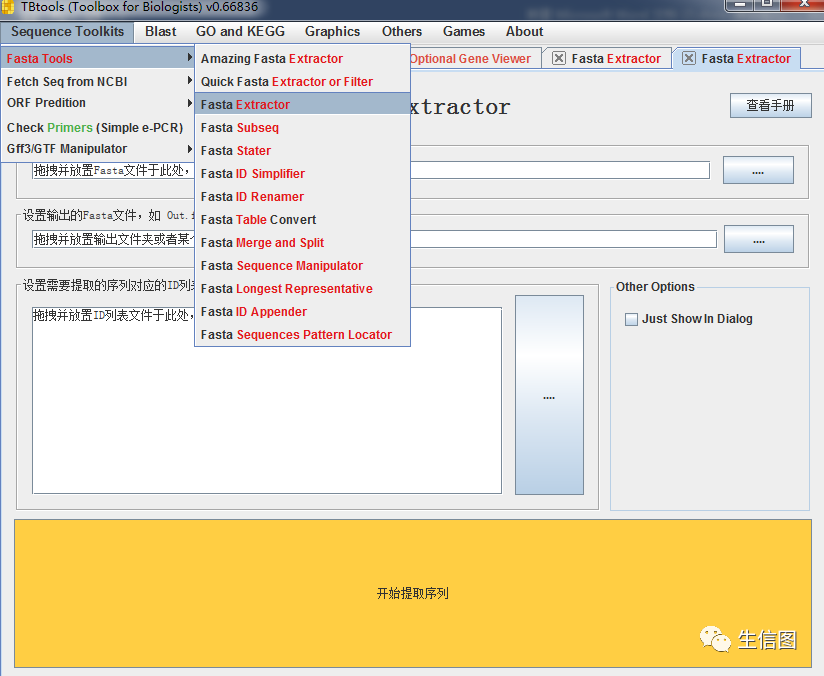 TBtools (Toolbox for Biologists) v0.66836
Sequence Toolkits Blast GO and KEGG Graphics Others Games About
Fasta Tools
Fetch Seq from NCBI
ORF Predition
Check Primers (Simple e-PCR)
Gff3/GTF Manipulator
Amazing Fasta Extractor
Quick Fasta Extractor or Filter
Fasta Extractor
Fasta Subseq
Fasta Stater
Fasta ID Simplifier
Fasta ID Renamer
Fasta Table Convert
Fasta Merge and Split
Fasta Sequence Manipulator
Fasta Longest Representative
Fasta ID Appender
Fasta Sequences Pattern Locator
Optional Gene Viewer
Fasta Extractor
Fasta Extractor
xtractor
查看手册
拖拽并放置Fasta文件于此处,
....
设置输出的Fasta文件, 如 Out.
拖拽并放置输出文件夹或者某
....
设置需要提取的序列对应的ID列
拖拽并放置ID列表文件于此处,
....
Other Options
Just Show In Dialog
开始提取序列
生信图